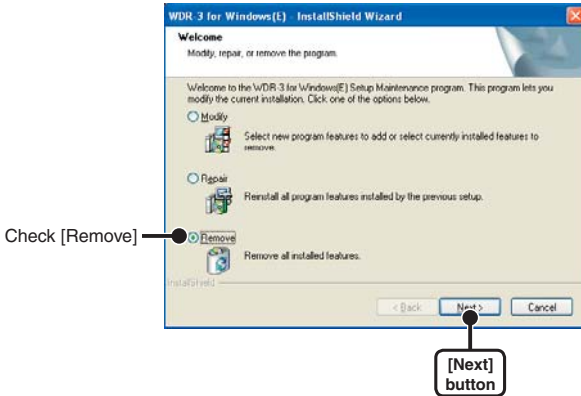 WDR-3 for Windows(E) - InstallShield Wizard
Welcome
Modify, repair, or remove the program.
Welcome to the WDR-3 for Windows(E) Setup Maintenance program. This program lets you
modify the current installation. Click one of the options below.
Modify
Select new program features to add or select currently installed features to
remove.
Repair
Reinstall all program features installed by the previous setup.
Check [Remove]
Remove
Remove all installed features.
InstallShield
< Back
Next >
Cancel
[Next]
button